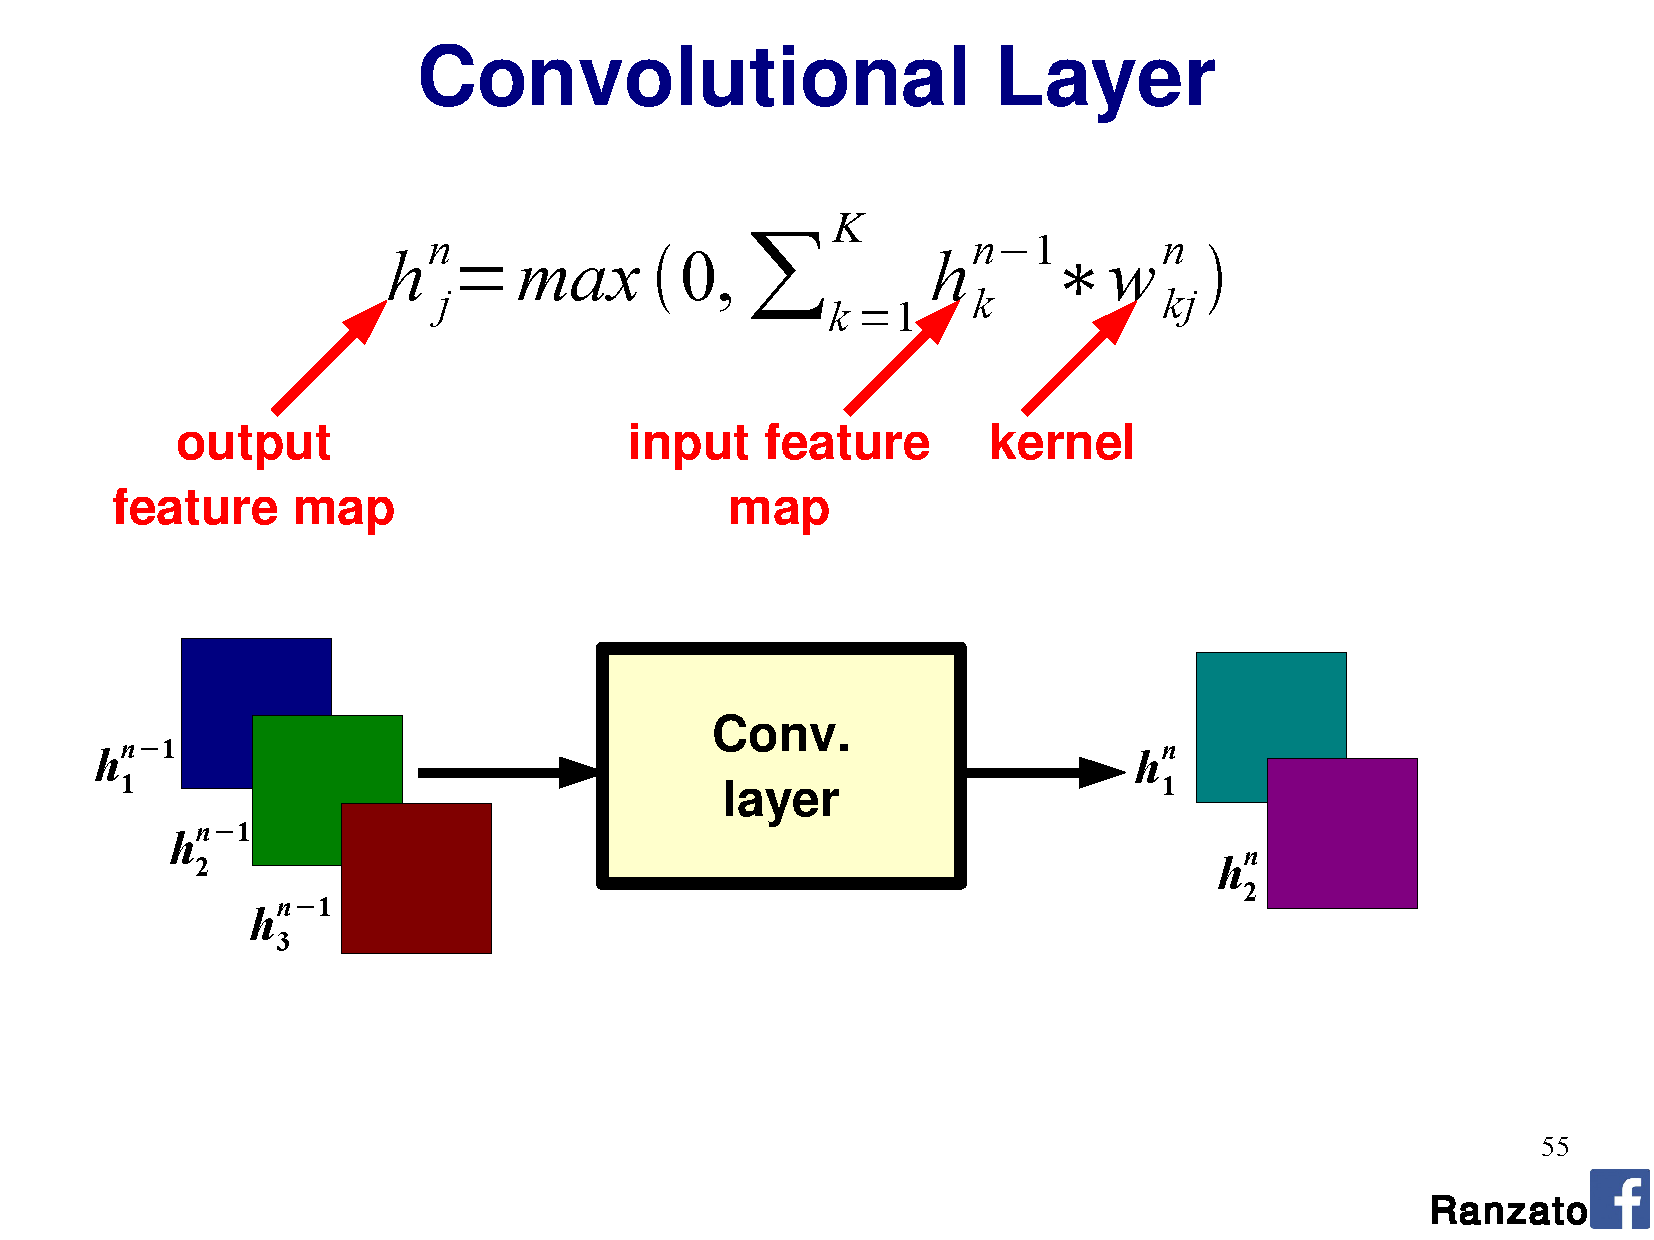 Convolutional Layer
h_j^n = max(0, ∑_{k=1}^K h_k^{n−1} ∗ w_{kj}^n)
output
feature map
input feature
map
kernel
h_1^{n−1}
h_2^{n−1}
h_3^{n−1}
Conv.
layer
h_1^n
h_2^n
55
Ranzato f